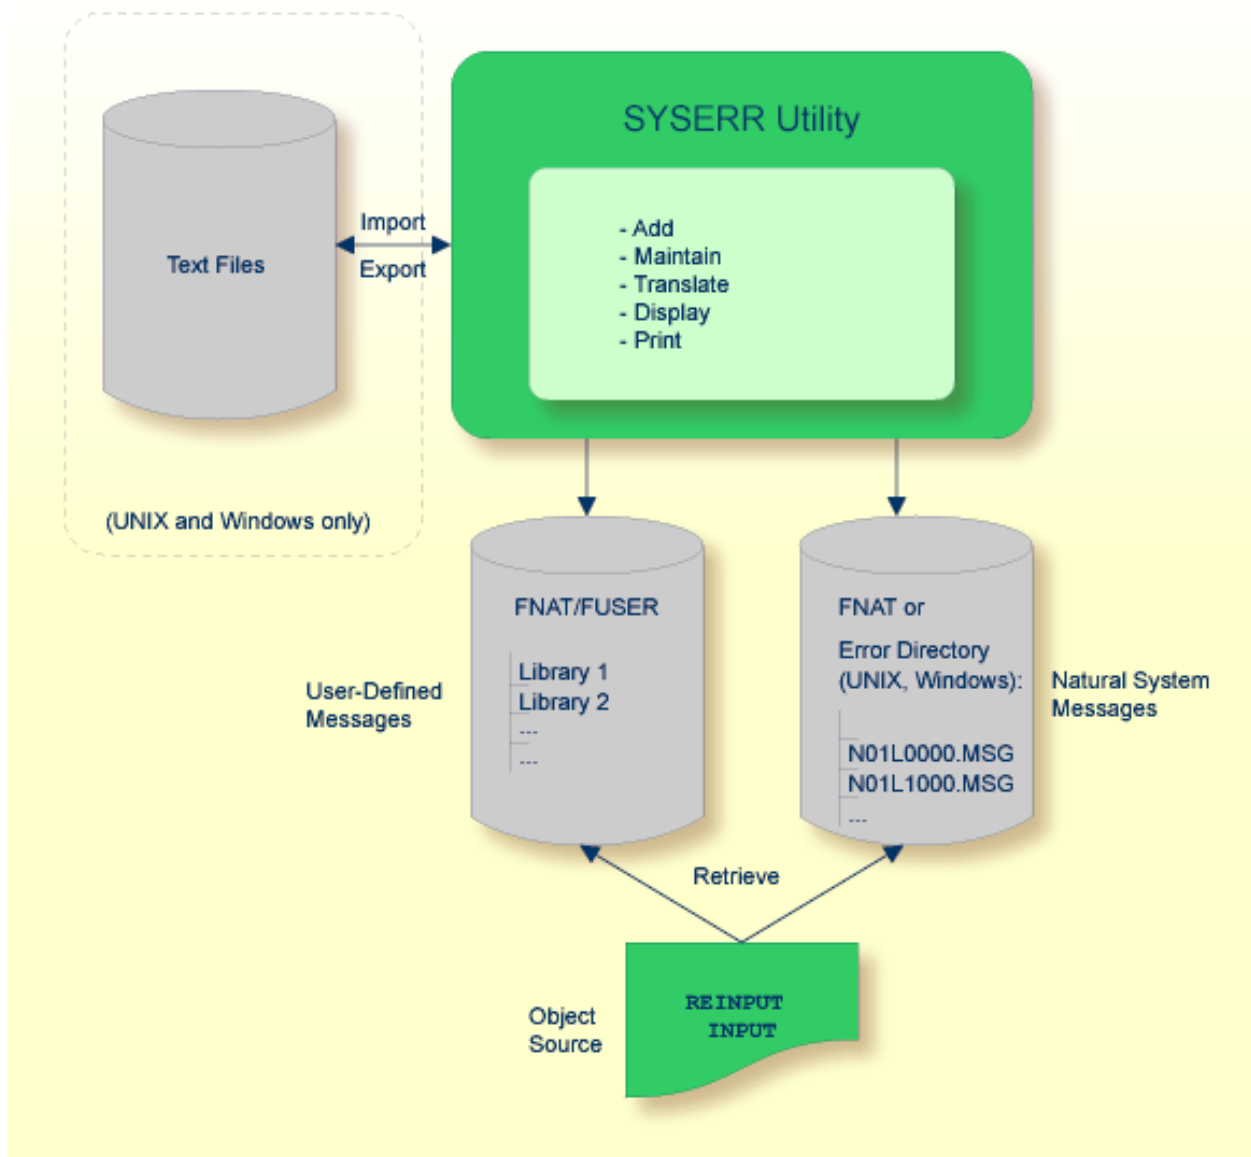 SYSERR Utility
- Add
- Maintain
- Translate
- Display
- Print
Import
Export
Text Files
(UNIX and Windows only)
FNAT/FUSER
Library 1
Library 2
...
...
User-Defined
Messages
FNAT or
Error Directory
(UNIX, Windows):
N01L0000.MSG
N01L1000.MSG
...
Natural System
Messages
Retrieve
REINPUT
INPUT
Object
Source